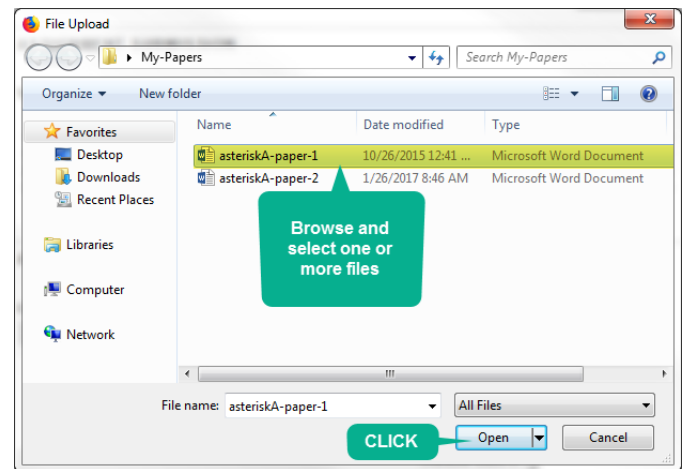 File Upload
My-Papers
Search My-Papers
Organize
New folder
Name
Date modified
Type
Favorites
asteriskA-paper-1 10/26/2015 12:41 ... Microsoft Word Document
Desktop
asteriskA-paper-2 1/26/2017 8:46 AM Microsoft Word Document
Downloads
Recent Places
Browse and
select one or
more files
Libraries
Computer
Network
File name: asteriskA-paper-1
All Files
CLICK
Open
Cancel